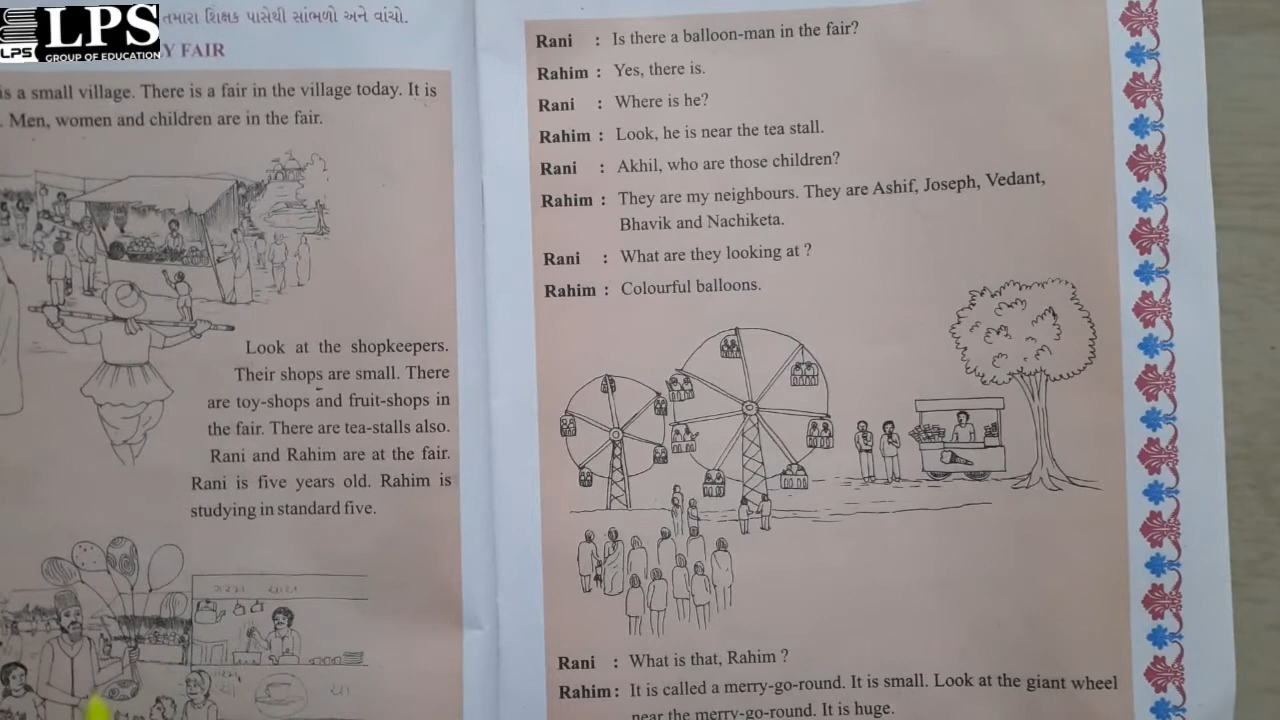 LPS
LPS GROUP OF EDUCATION
તમારા શિક્ષક પાસેથી સાંભળો અને વાંચો.
Y FAIR
is a small village. There is a fair in the village today. It is
. Men, women and children are in the fair.
Look at the shopkeepers.
Their shops are small. There
are toy-shops and fruit-shops in
the fair. There are tea-stalls also.
Rani and Rahim are at the fair.
Rani is five years old. Rahim is
studying in standard five.
ગરમ ચાય
Rani : Is there a balloon-man in the fair?
Rahim : Yes, there is.
Rani : Where is he?
Rahim : Look, he is near the tea stall.
Rani : Akhil, who are those children?
Rahim : They are my neighbours. They are Ashif, Joseph, Vedant,
Bhavik and Nachiketa.
Rani : What are they looking at ?
Rahim : Colourful balloons.
Rani : What is that, Rahim ?
Rahim : It is called a merry-go-round. It is small. Look at the giant wheel
near the merry-go-round. It is huge.